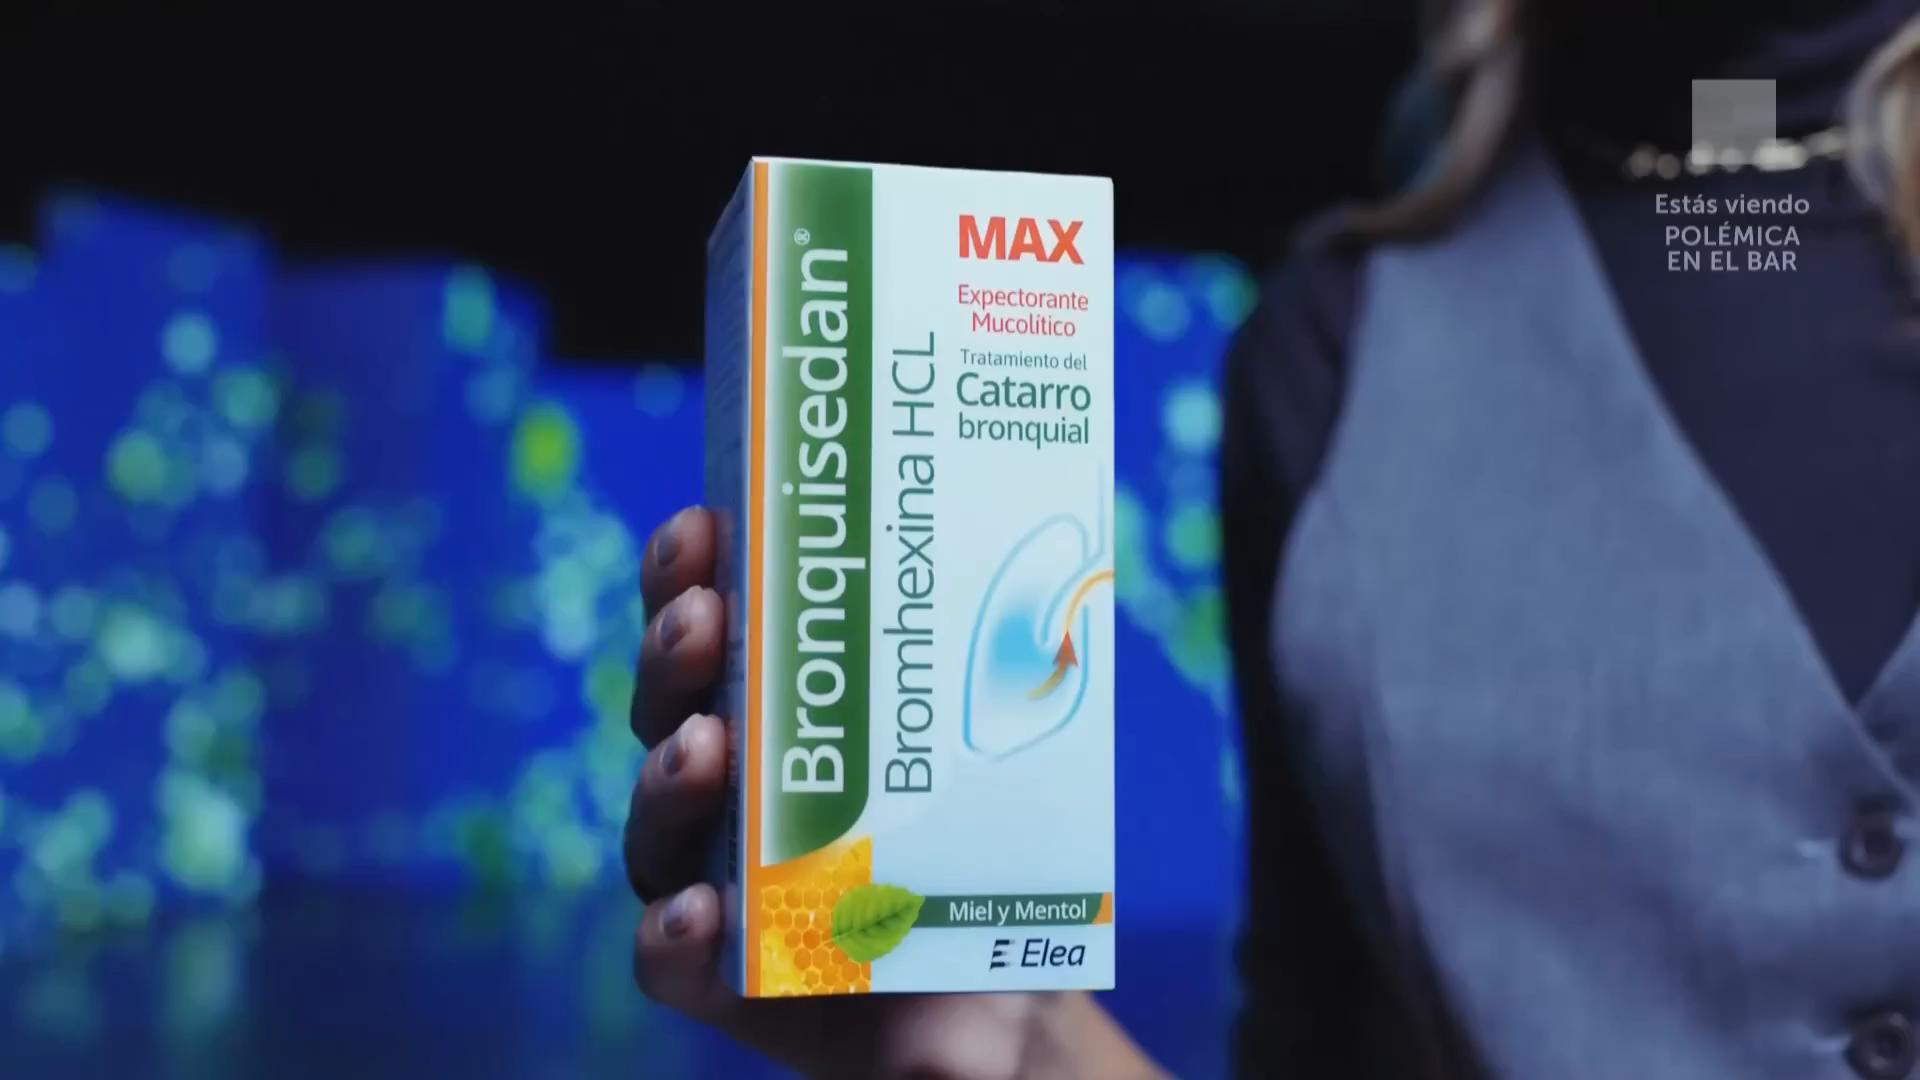 Bronquisedan®
Bromhexina HCL
MAX
Expectorante
Mucolítico
Tratamiento del
Catarro
bronquial
Miel y Mentol
Elea
Estás viendo
POLÉMICA
EN EL BAR